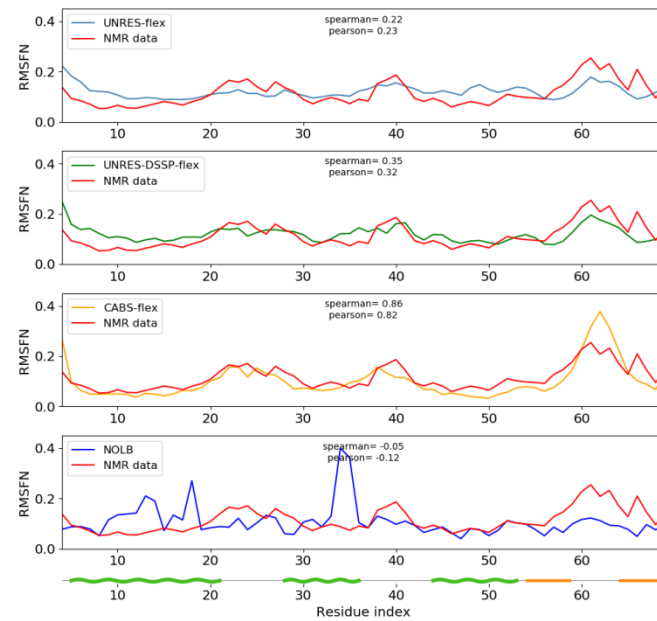 0.4
UNRES-flex
NMR data
spearman= 0.22
pearson= 0.23
RMSFN
0.2
0.0
10 20 30 40 50 60
0.4
UNRES-DSSP-flex
NMR data
spearman= 0.35
pearson= 0.32
RMSFN
0.2
0.0
10 20 30 40 50 60
0.4
CABS-flex
NMR data
spearman= 0.86
pearson= 0.82
RMSFN
0.2
0.0
10 20 30 40 50 60
0.4
NOLB
NMR data
spearman= -0.05
pearson= -0.12
RMSFN
0.2
0.0
10 20 30 40 50 60
Residue index